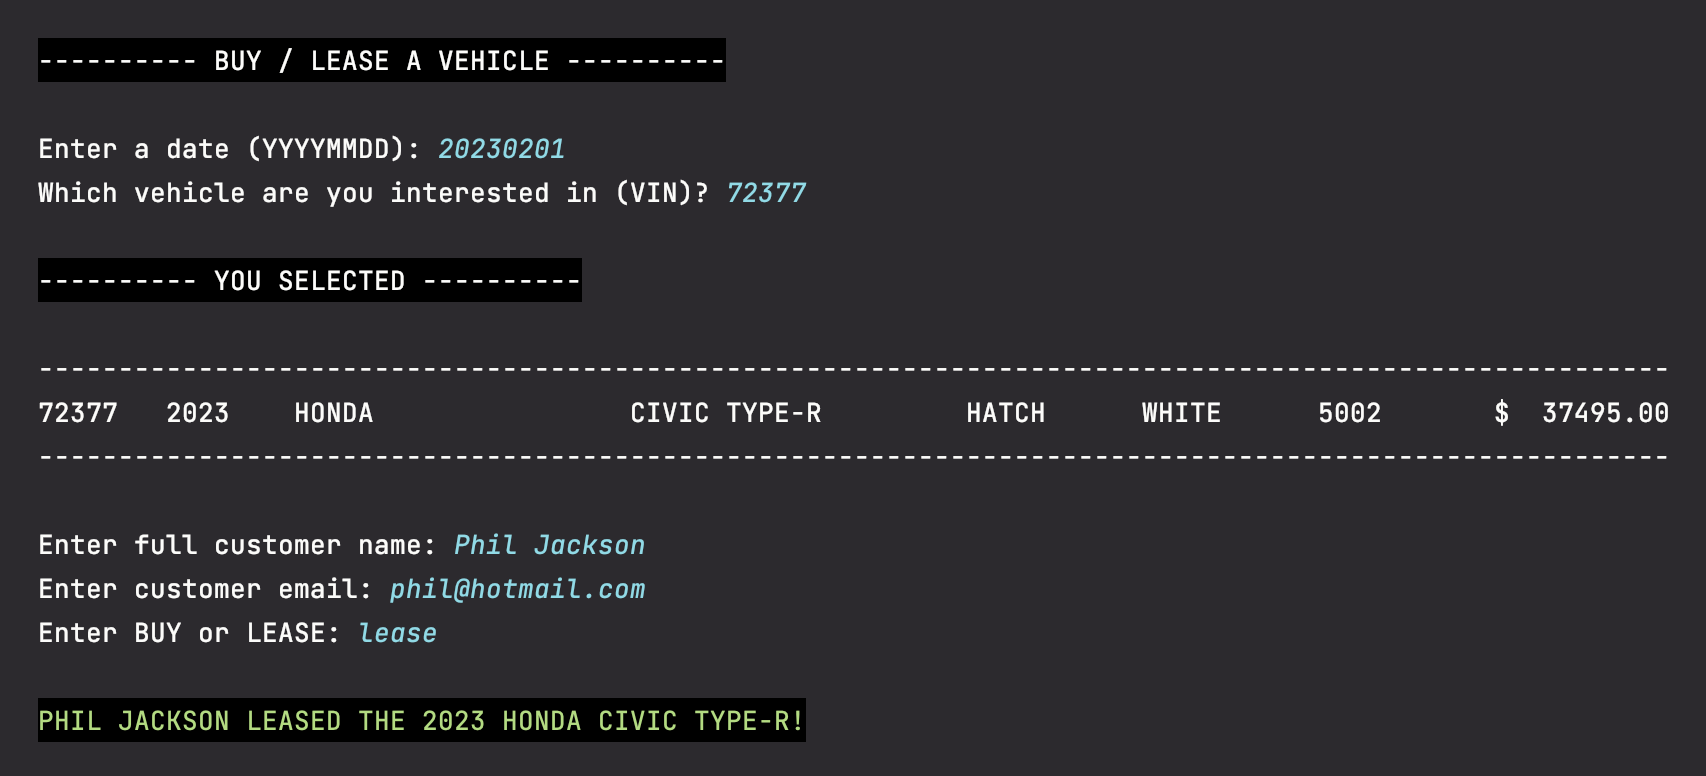 ---------- BUY / LEASE A VEHICLE ----------
Enter a date (YYYYMMDD): 20230201
Which vehicle are you interested in (VIN)? 72377
---------- YOU SELECTED ----------
------------------------------------------------------------------------------------------------------
72377   2023    HONDA                CIVIC TYPE-R         HATCH      WHITE      5002       $  37495.00
------------------------------------------------------------------------------------------------------
Enter full customer name: Phil Jackson
Enter customer email: phil@hotmail.com
Enter BUY or LEASE: lease
PHIL JACKSON LEASED THE 2023 HONDA CIVIC TYPE-R!